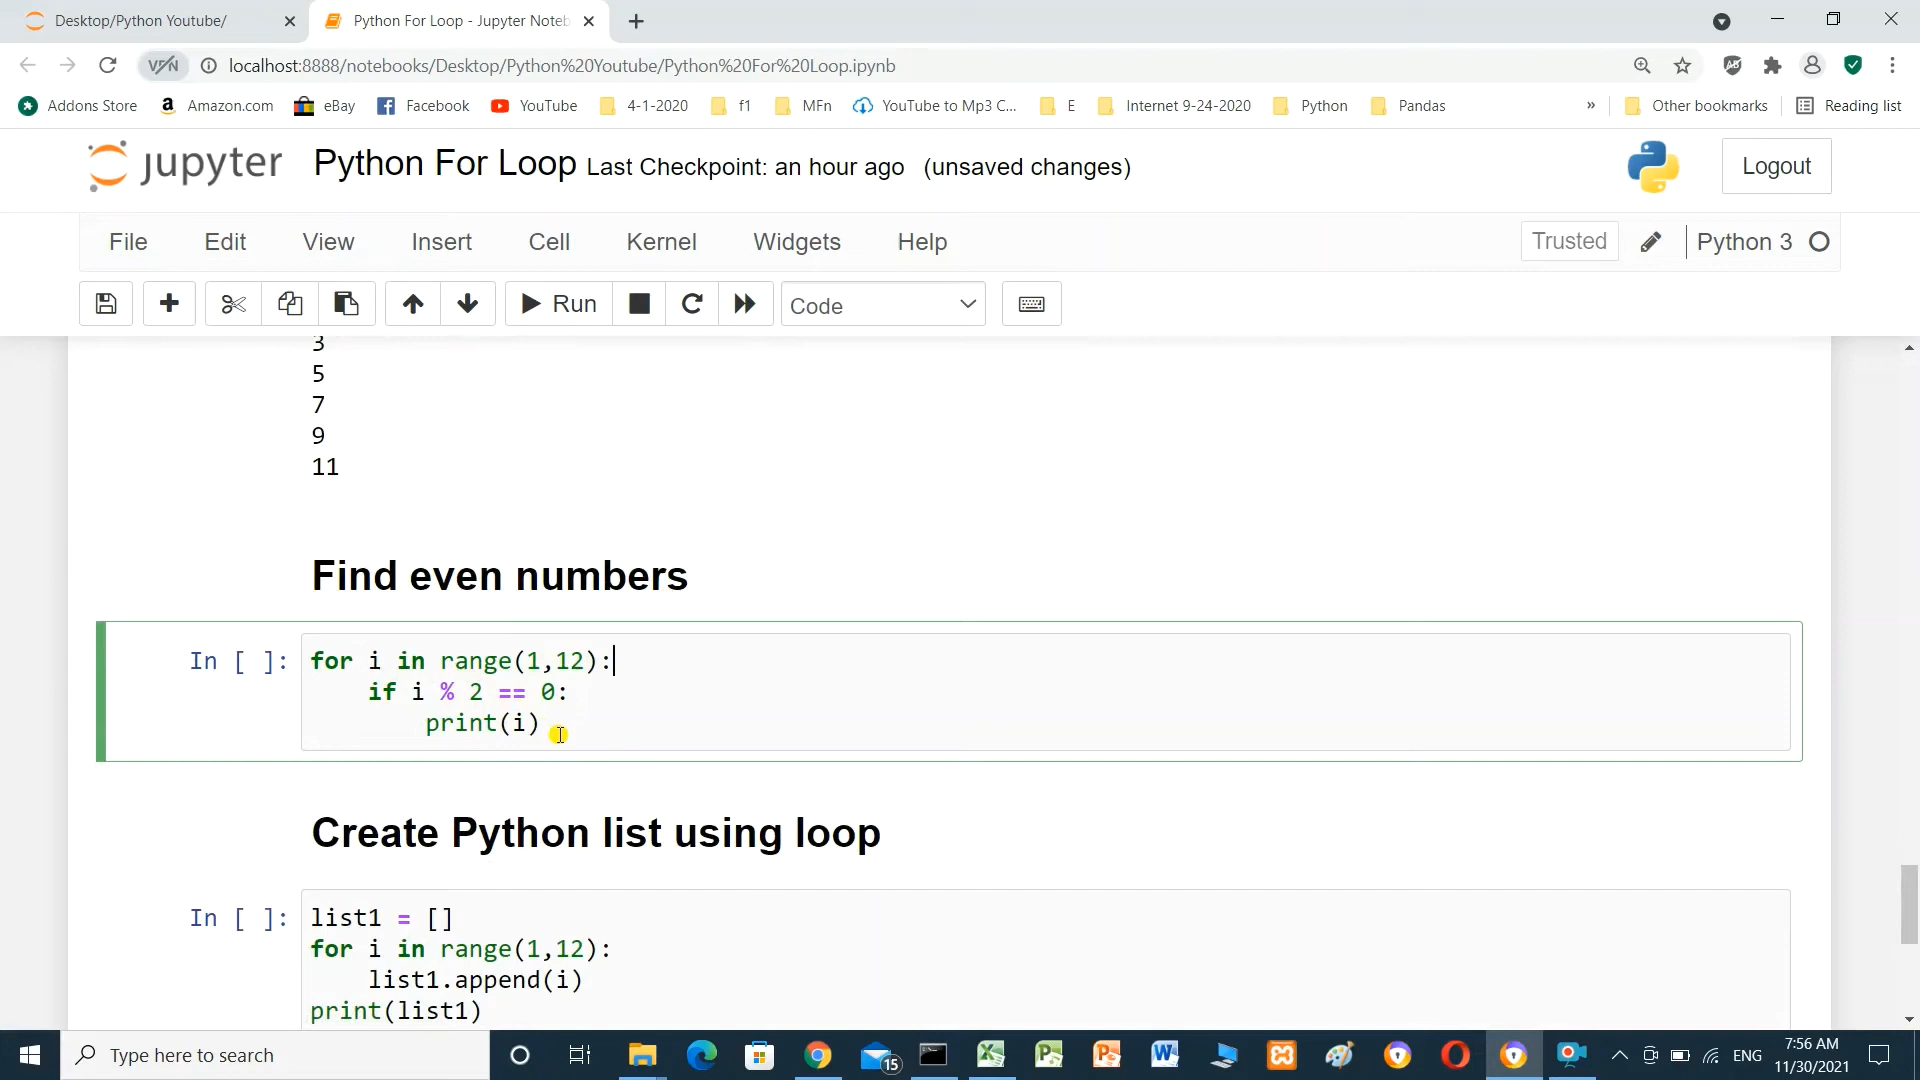 Desktop/Python Youtube/
Python For Loop - Jupyter Noteb
VPN
localhost:8888/notebooks/Desktop/Python%20Youtube/Python%20For%20Loop.ipynb
Addons Store
Amazon.com
eBay
Facebook
YouTube
4-1-2020
f1
MFn
YouTube to Mp3 C...
E
Internet 9-24-2020
Python
Pandas
»
Other bookmarks
Reading list
jupyter
Python For Loop Last Checkpoint: an hour ago (unsaved changes)
Logout
File
Edit
View
Insert
Cell
Kernel
Widgets
Help
Trusted
Python 3
Run
Code
3
5
7
9
11
Find even numbers
In [ ]: for i in range(1,12):
if i % 2 == 0:
print(i)
Create Python list using loop
In [ ]: list1 = []
for i in range(1,12):
list1.append(i)
print(list1)
Type here to search
15
ENG
7:56 AM
11/30/2021